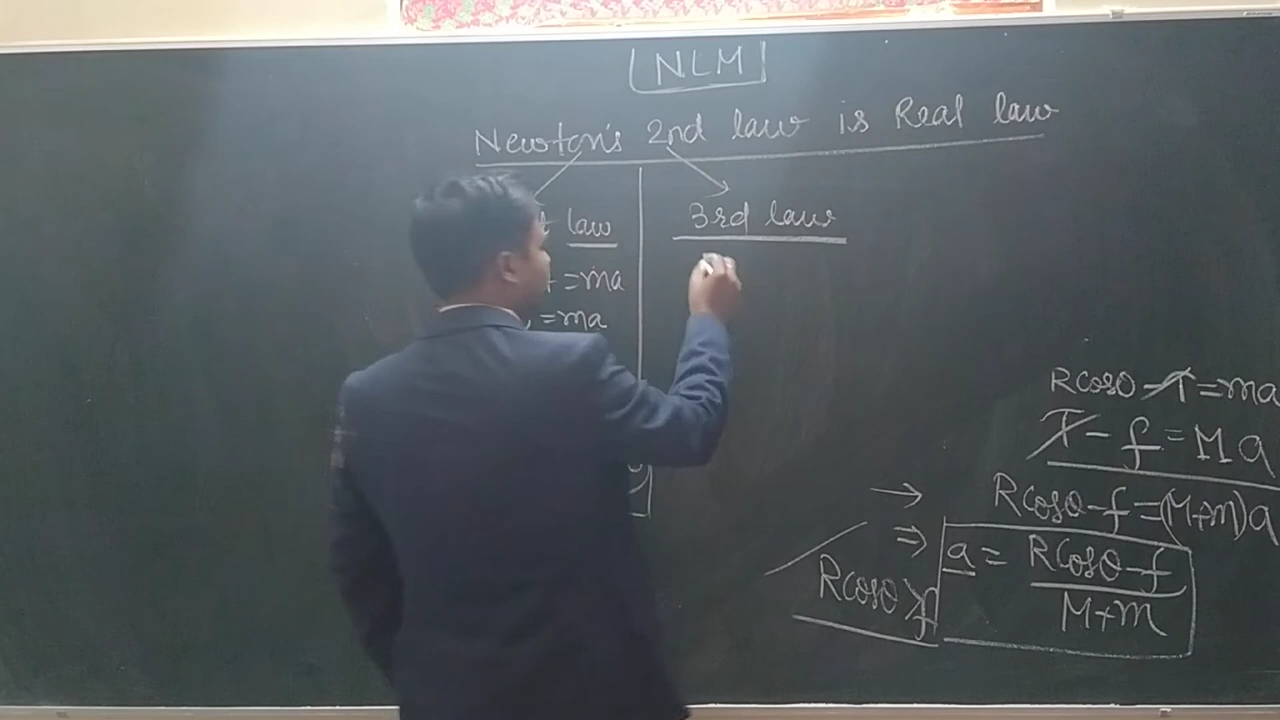 NLM
Newton's 2nd law is Real law
law
3rd law
=ma
=ma
Rcosθ-T=ma
T-f=Ma
→ Rcosθ-f=(M+m)a
⇒ a = Rcosθ-f
M+m
Rcosθ>f